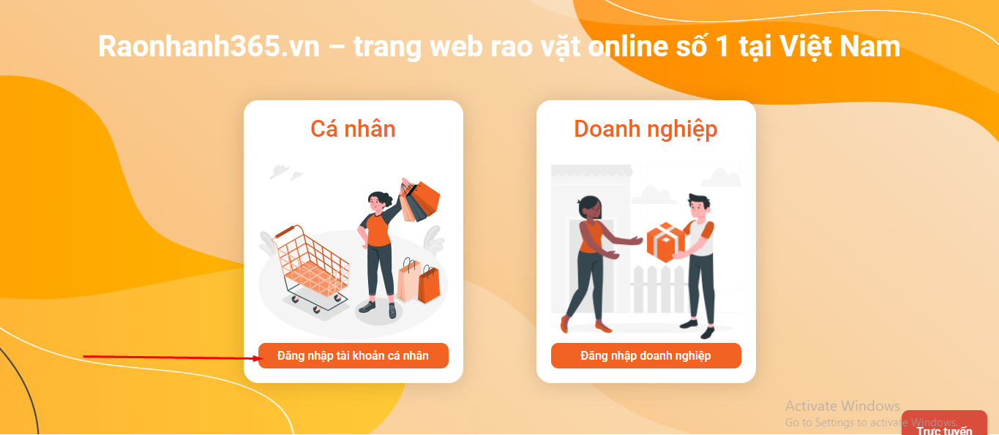 Raonhanh365.vn – trang web rao vặt online số 1 tại Việt Nam
Cá nhân
Doanh nghiệp
Đăng nhập tài khoản cá nhân
Đăng nhập doanh nghiệp
Activate Windows
Go to Settings to activate Windows.
Trực tuyến